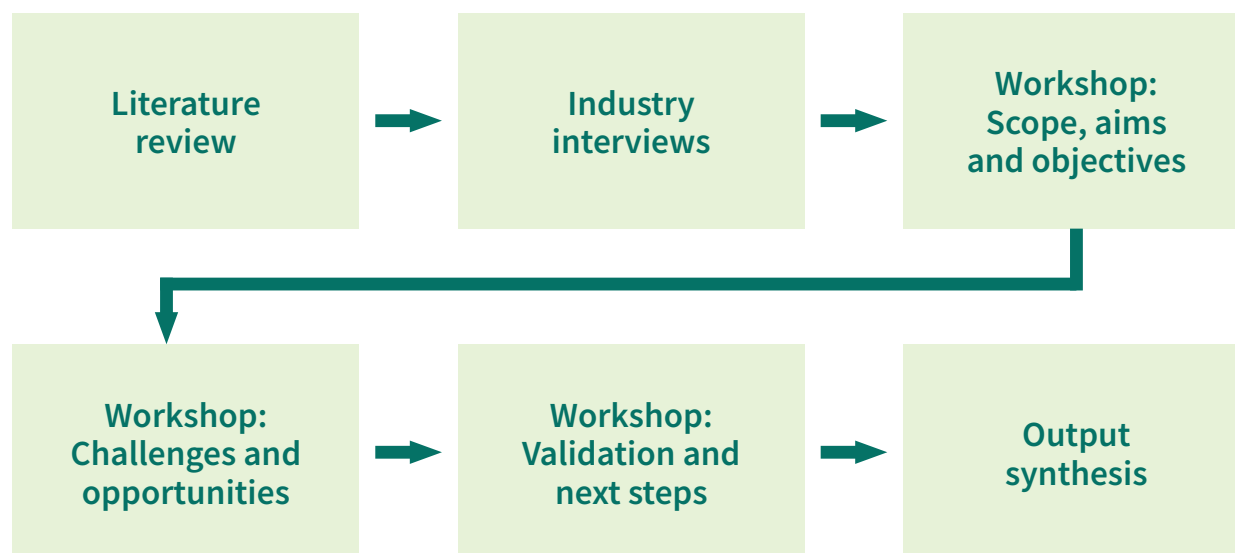 Literature
review
Industry
interviews
Workshop:
Scope, aims
and objectives
Workshop:
Challenges and
opportunities
Workshop:
Validation and
next steps
Output
synthesis